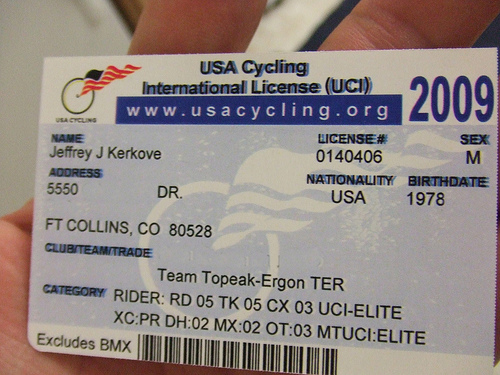 USA Cycling
International License (UCI)
www.usacycling.org
2009
USA CYCLING
NAME LICENSE # SEX
Jeffrey J Kerkove 0140406 M
ADDRESS NATIONALITY BIRTHDATE
5550 DR. USA 1978
FT COLLINS, CO 80528
CLUB/TEAM/TRADE
Team Topeak-Ergon TER
CATEGORY RIDER: RD 05 TK 05 CX 03 UCI-ELITE
XC:PR DH:02 MX:02 OT:03 MTUCI:ELITE
Excludes BMX